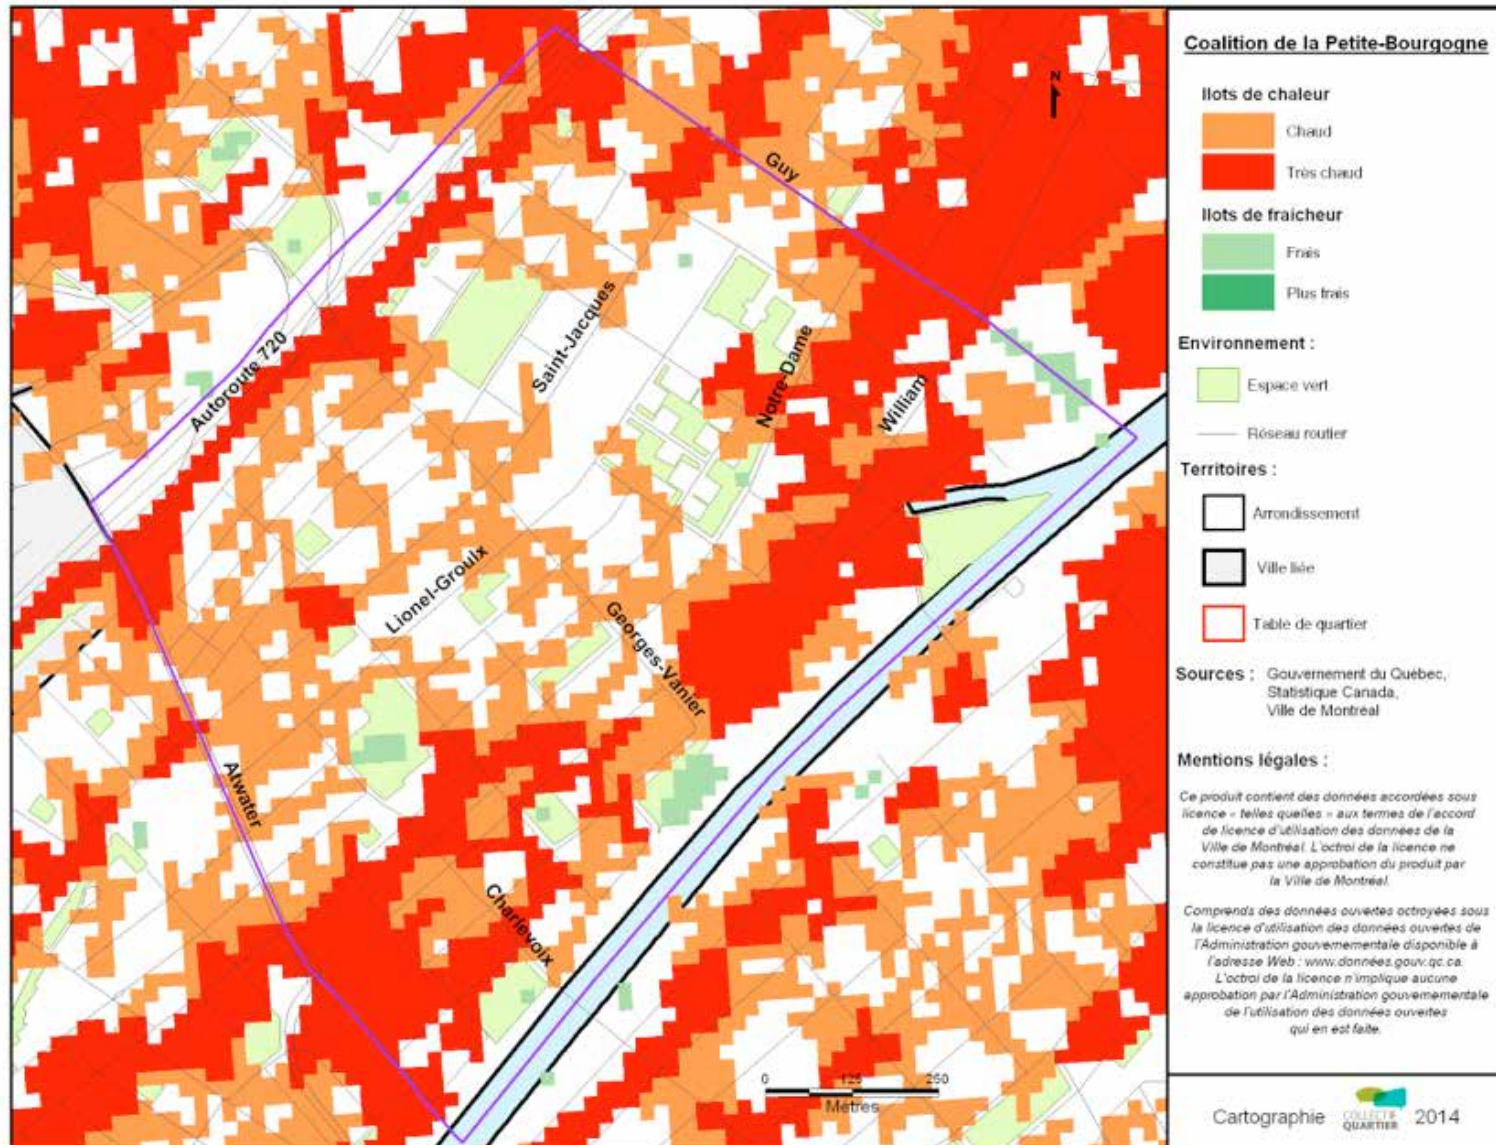 Coalition de la Petite-Bourgogne
Ilots de chaleur
Chaud
Très chaud
Ilots de fraicheur
Frais
Plus frais
Environnement :
Espace vert
Réseau routier
Territoires :
Arrondissement
Ville liée
Table de quartier
Sources : Gouvernement du Québec,
Statistique Canada,
Ville de Montréal
Mentions légales :
Ce produit contient des données accordées sous
licence « telles quelles » aux termes de l'accord
de licence d'utilisation des données de la
Ville de Montréal. L'octroi de la licence ne
constitue pas une approbation du produit par
la Ville de Montréal.
Comprends des données ouvertes octroyées sous
la licence d'utilisation des données ouvertes de
l'Administration gouvernementale disponible à
l'adresse Web : www.données.gouv.qc.ca.
L'octroi de la licence n'implique aucune
approbation par l'Administration gouvernementale
de l'utilisation des données ouvertes
qui en est faite.
Cartographie
COLLECTIF
QUARTIER
2014
N
Guy
Saint-Jacques
Autoroute 720
Notre-Dame
William
Lionel-Groulx
Georges-Vanier
Atwater
Charlevoix
0 125 250
Mètres